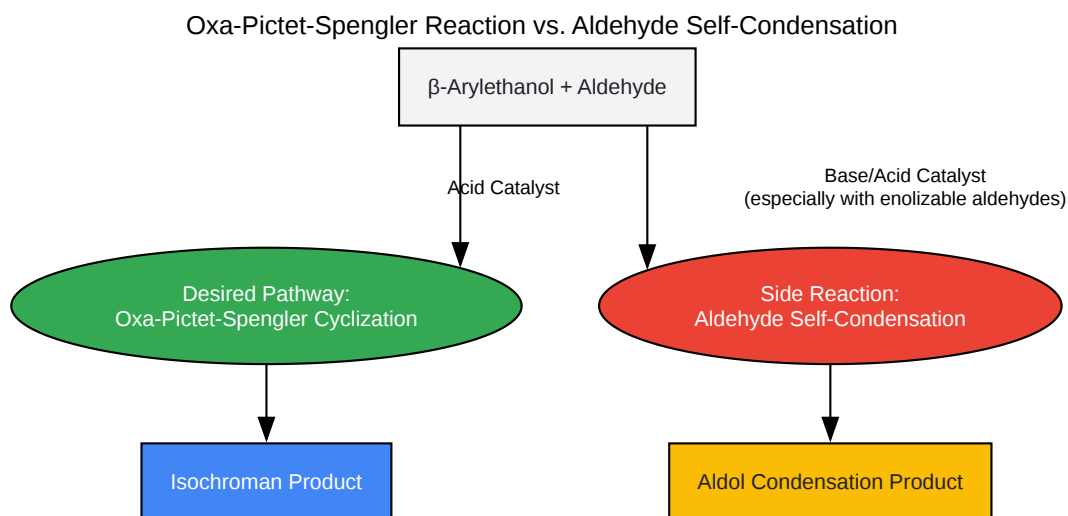 Oxa-Pictet-Spengler Reaction vs. Aldehyde Self-Condensation
β-Arylethanol + Aldehyde
Acid Catalyst
Base/Acid Catalyst
(especially with enolizable aldehydes)
Desired Pathway:
Oxa-Pictet-Spengler Cyclization
Side Reaction:
Aldehyde Self-Condensation
Isochroman Product
Aldol Condensation Product